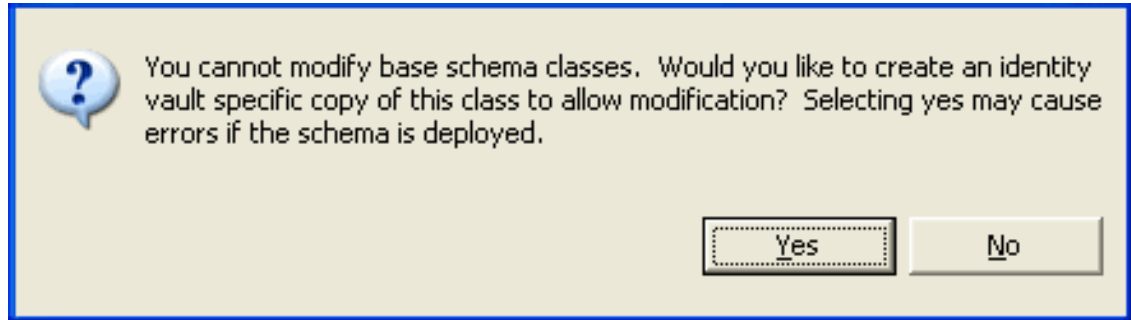 You cannot modify base schema classes.  Would you like to create an identity
vault specific copy of this class to allow modification?  Selecting yes may cause
errors if the schema is deployed.
Yes
No